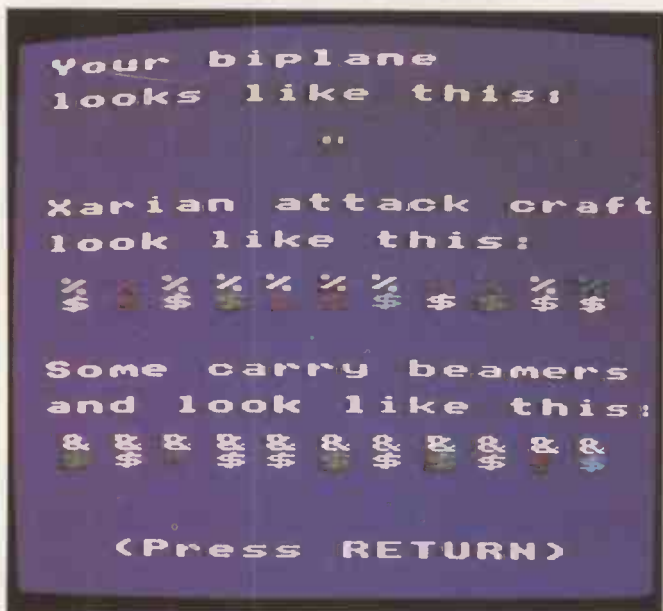 Your biplane
looks like this:
Xarian attack craft
look like this:
% % % % % % %
$ $ $ $ $ $ $
Some carry beamers
and look like this:
& & & & & & & & & & &
$ $ $ $ $ $ $ $
(Press RETURN)